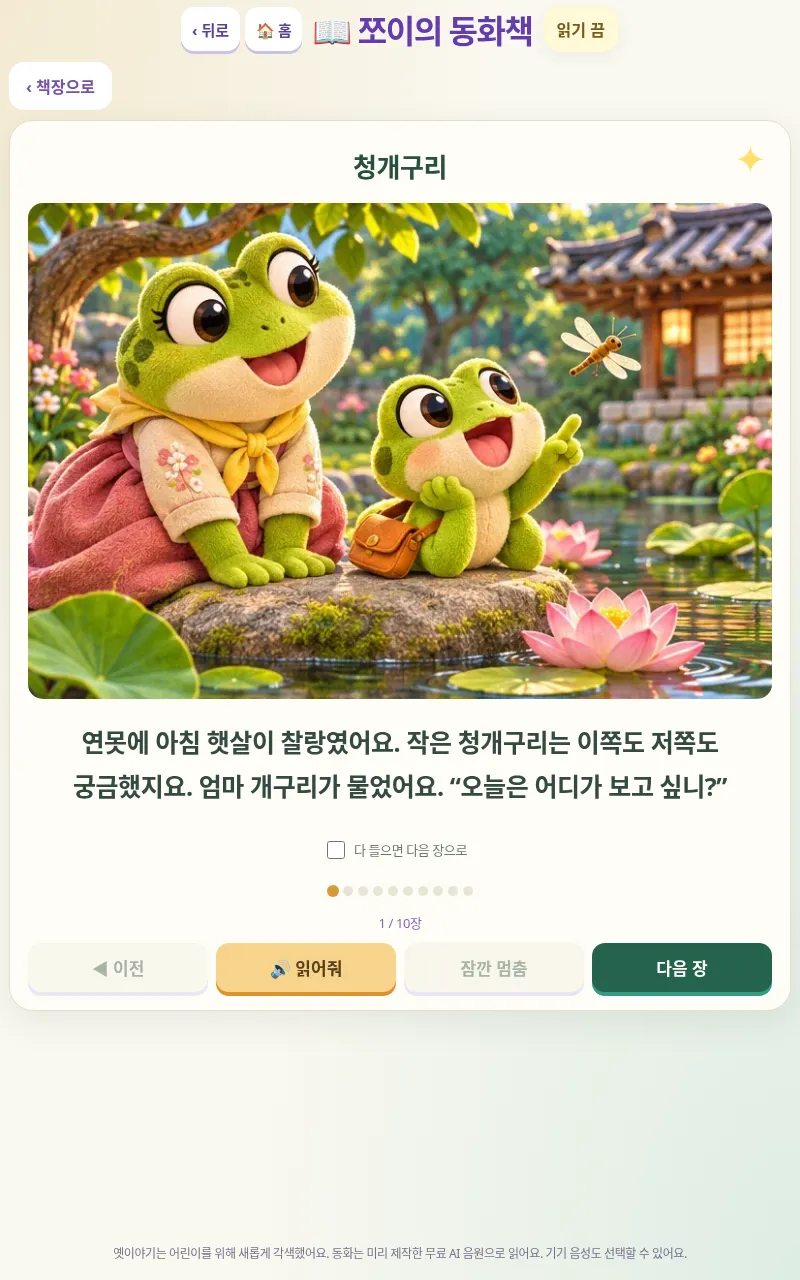 ‹ 뒤로
🏠 홈
📖 쪼이의 동화책
읽기 끝
‹ 책장으로
청개구리
연못에 아침 햇살이 찰랑였어요. 작은 청개구리는 이쪽도 저쪽도
궁금했지요. 엄마 개구리가 물었어요. “오늘은 어디가 보고 싶니?”
다 들으면 다음 장으로
1 / 10장
◀ 이전
🔊 읽어줘
잠깐 멈춤
다음 장
옛이야기는 어린이를 위해 새롭게 각색했어요. 동화는 미리 제작한 무료 AI 음원으로 읽어요. 기기 음성도 선택할 수 있어요.